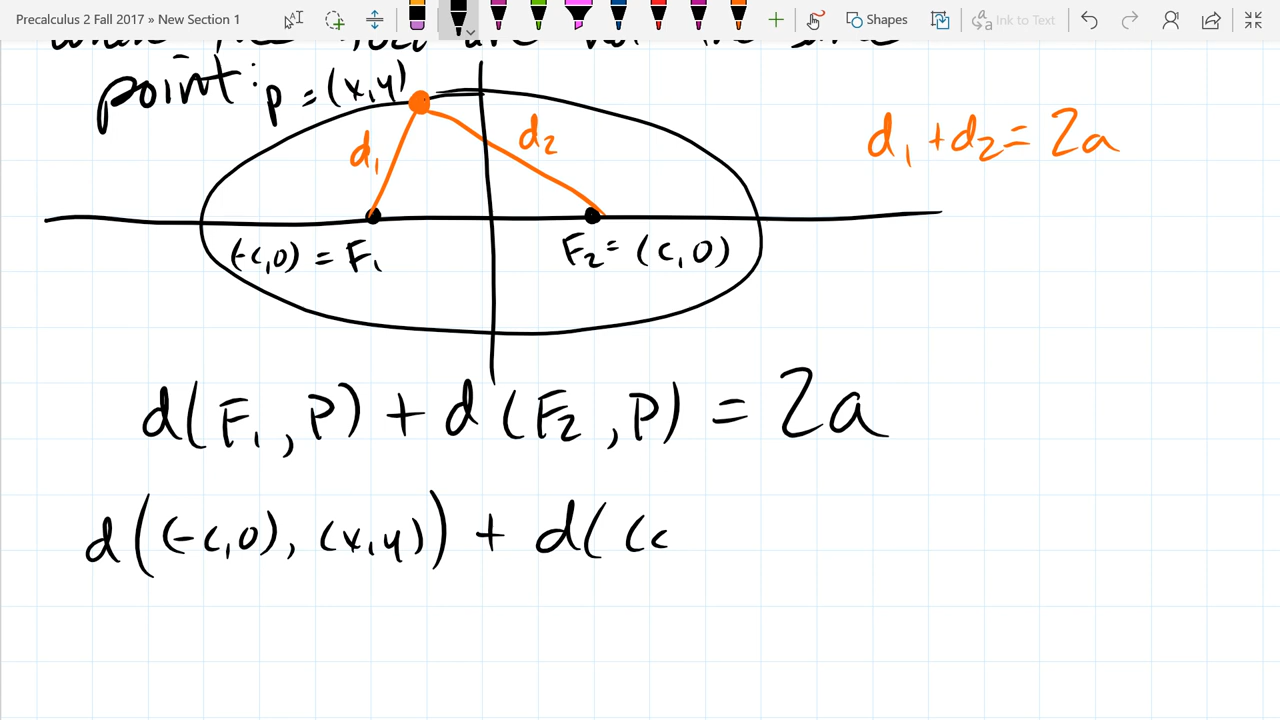 Precalculus 2 Fall 2017 » New Section 1
Shapes
Ink to Text
point: P = (x,y)
d1
d2
d1 + d2 = 2a
(-c,0) = F1
F2 = (c,0)
d(F1, P) + d(F2, P) = 2a
d((-c,0), (x,y)) + d((c